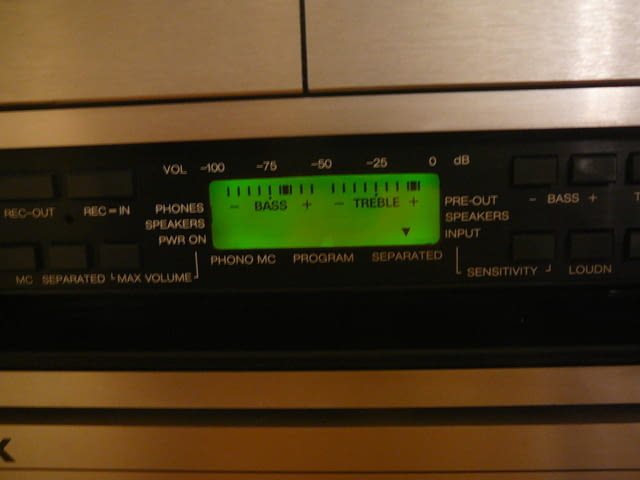 VOL -100 -75 -50 -25 0 dB
REC-OUT REC=IN PHONES - BASS + - TREBLE + PRE-OUT - BASS +
SPEAKERS SPEAKERS
PWR ON INPUT
PHONO MC PROGRAM SEPARATED
MC SEPARATED MAX VOLUME SENSITIVITY LOUDN